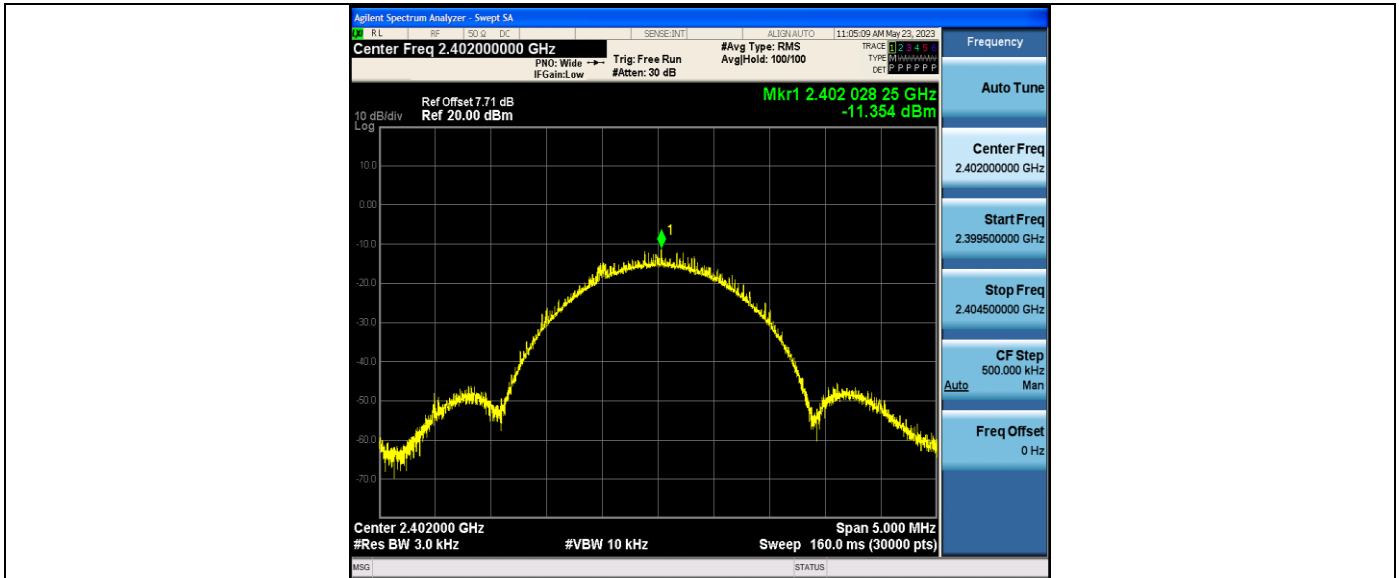 Agilent Spectrum Analyzer - Swept SA
LXI RL RF 50 Ω DC SENSE:INT ALIGNAUTO 11:05:09 AM May 23, 2023
Center Freq 2.402000000 GHz
PNO: Wide
IFGain:Low
Trig: Free Run
#Atten: 30 dB
#Avg Type: RMS
Avg|Hold: 100/100
TRACE 1 2 3 4 5 6
TYPE M WWWWW
DET P P P P P P
Mkr1 2.402 028 25 GHz
-11.354 dBm
Ref Offset 7.71 dB
10 dB/div Ref 20.00 dBm
Log
10.0
0.00
-10.0
-20.0
-30.0
-40.0
-50.0
-60.0
-70.0
1
Center 2.402000 GHz Span 5.000 MHz
#Res BW 3.0 kHz #VBW 10 kHz Sweep 160.0 ms (30000 pts)
MSG STATUS
Frequency
Auto Tune
Center Freq
2.402000000 GHz
Start Freq
2.399500000 GHz
Stop Freq
2.404500000 GHz
CF Step
500.000 kHz
Auto Man
Freq Offset
0 Hz